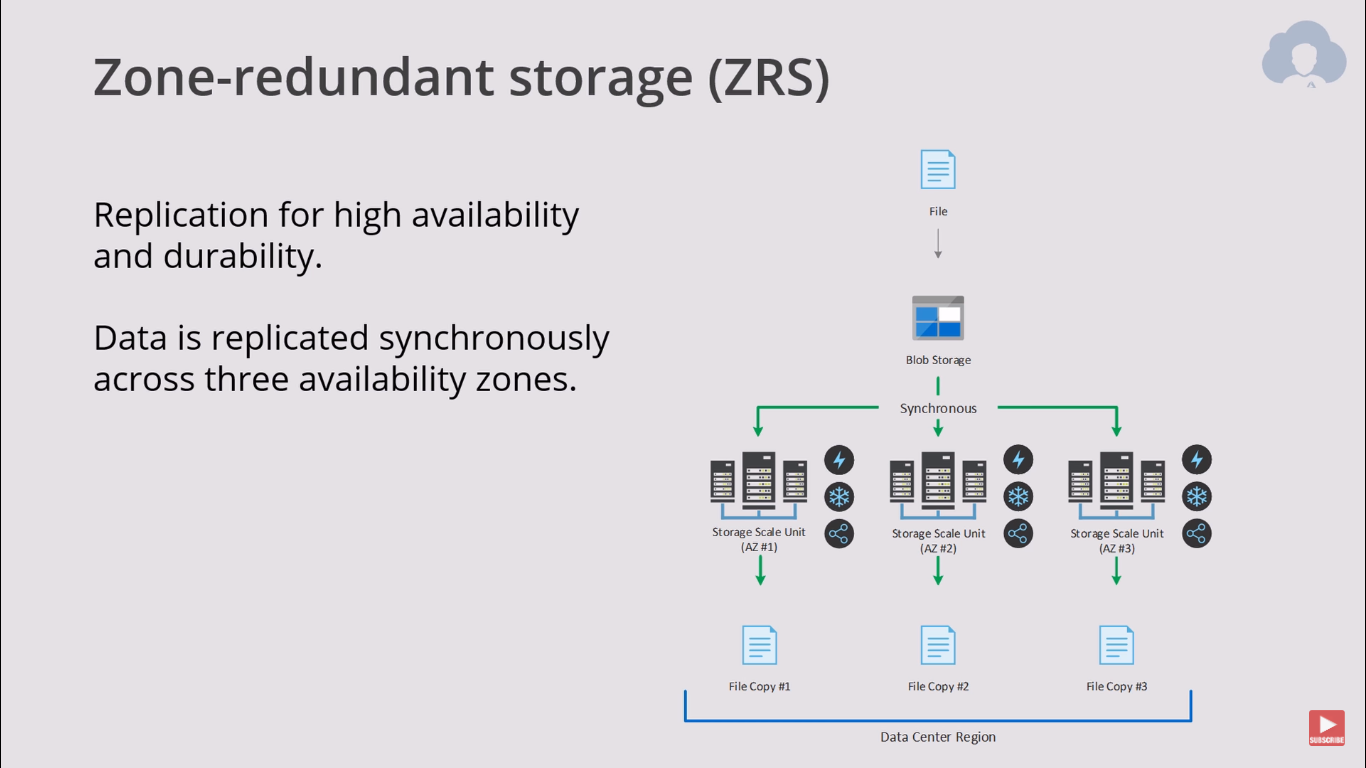 Zone-redundant storage (ZRS)
Replication for high availability
and durability.
Data is replicated synchronously
across three availability zones.
File
Blob Storage
Synchronous
Storage Scale Unit
(AZ #1)
Storage Scale Unit
(AZ #2)
Storage Scale Unit
(AZ #3)
File Copy #1
File Copy #2
File Copy #3
Data Center Region
SUBSCRIBE